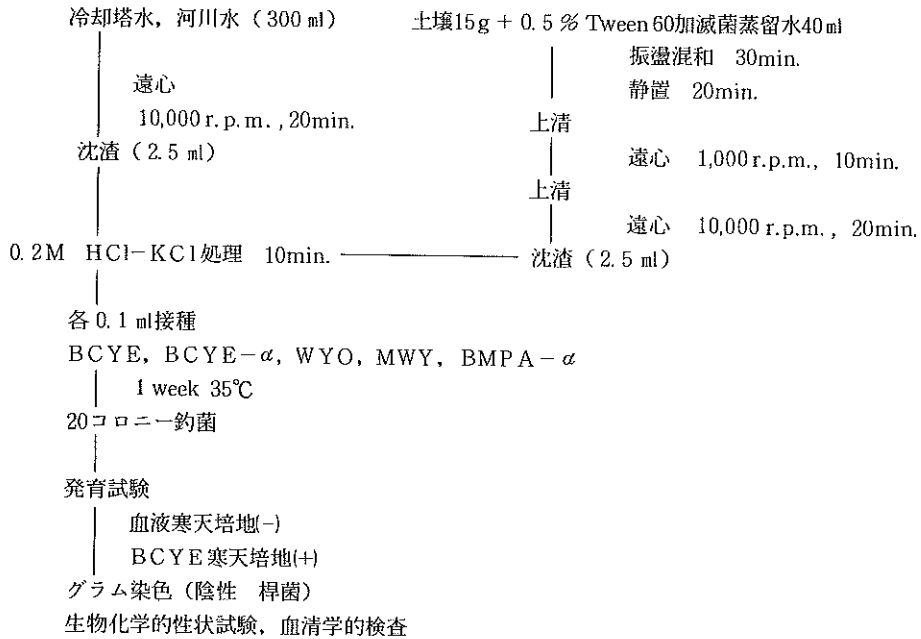 冷却塔水，河川水（300 ml）
遠心
10,000 r.p.m., 20min.
沈渣（2.5 ml）
土壌15g + 0.5 % Tween 60加滅菌蒸留水40ml
振盪混和　30min.
静置　20min.
上清
遠心　1,000 r.p.m., 10min.
上清
遠心　10,000 r.p.m., 20min.
沈渣（2.5 ml）
0.2M　HCl-KCl処理　10min.
各 0.1 ml接種
BCYE, BCYE-α, WYO, MWY, BMPA-α
1 week 35℃
20コロニー釣菌
発育試験
血液寒天培地(-)
BCYE寒天培地(+)
グラム染色（陰性　桿菌）
生物化学的性状試験，血清学的検査